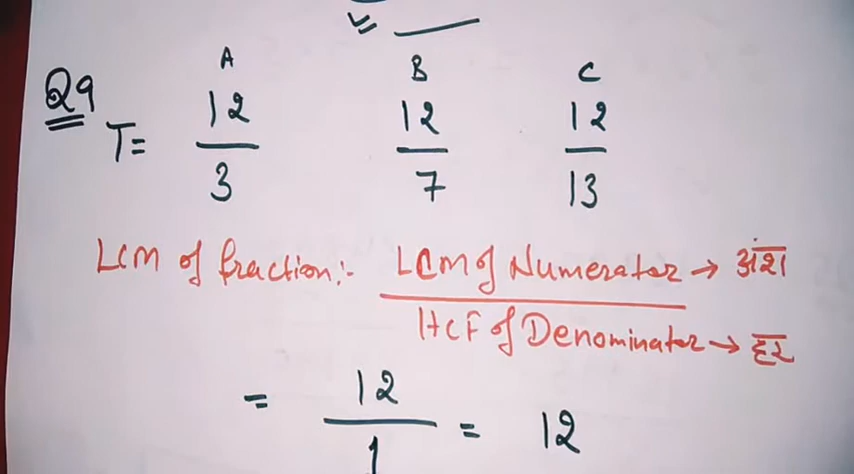 A B C
Q9 T= 12/3 12/7 12/13
LCM of fraction:- LCM of Numerator → अंश
HCF of Denominator → हर
= 12/1 = 12